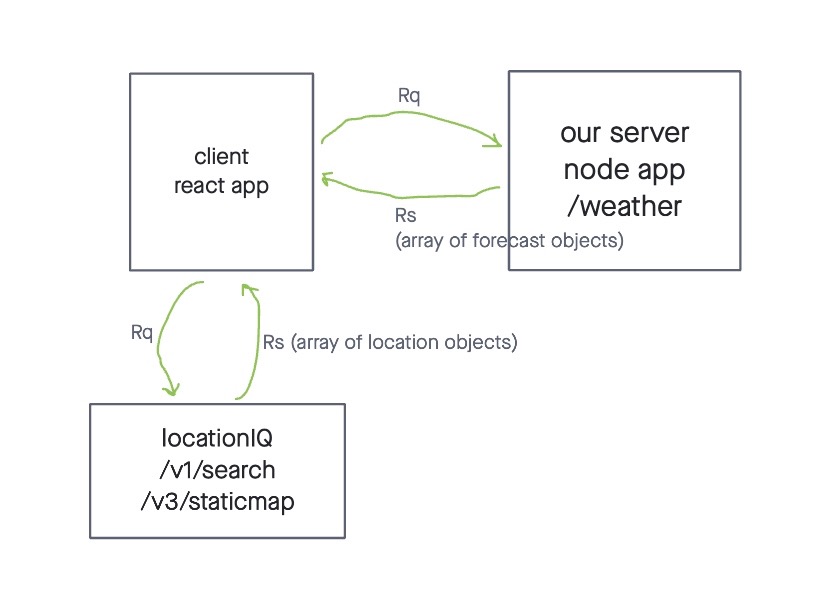 client
react app
Rq
our server
node app
/weather
Rs
(array of forecast objects)
Rq
Rs (array of location objects)
locationIQ
/v1/search
/v3/staticmap